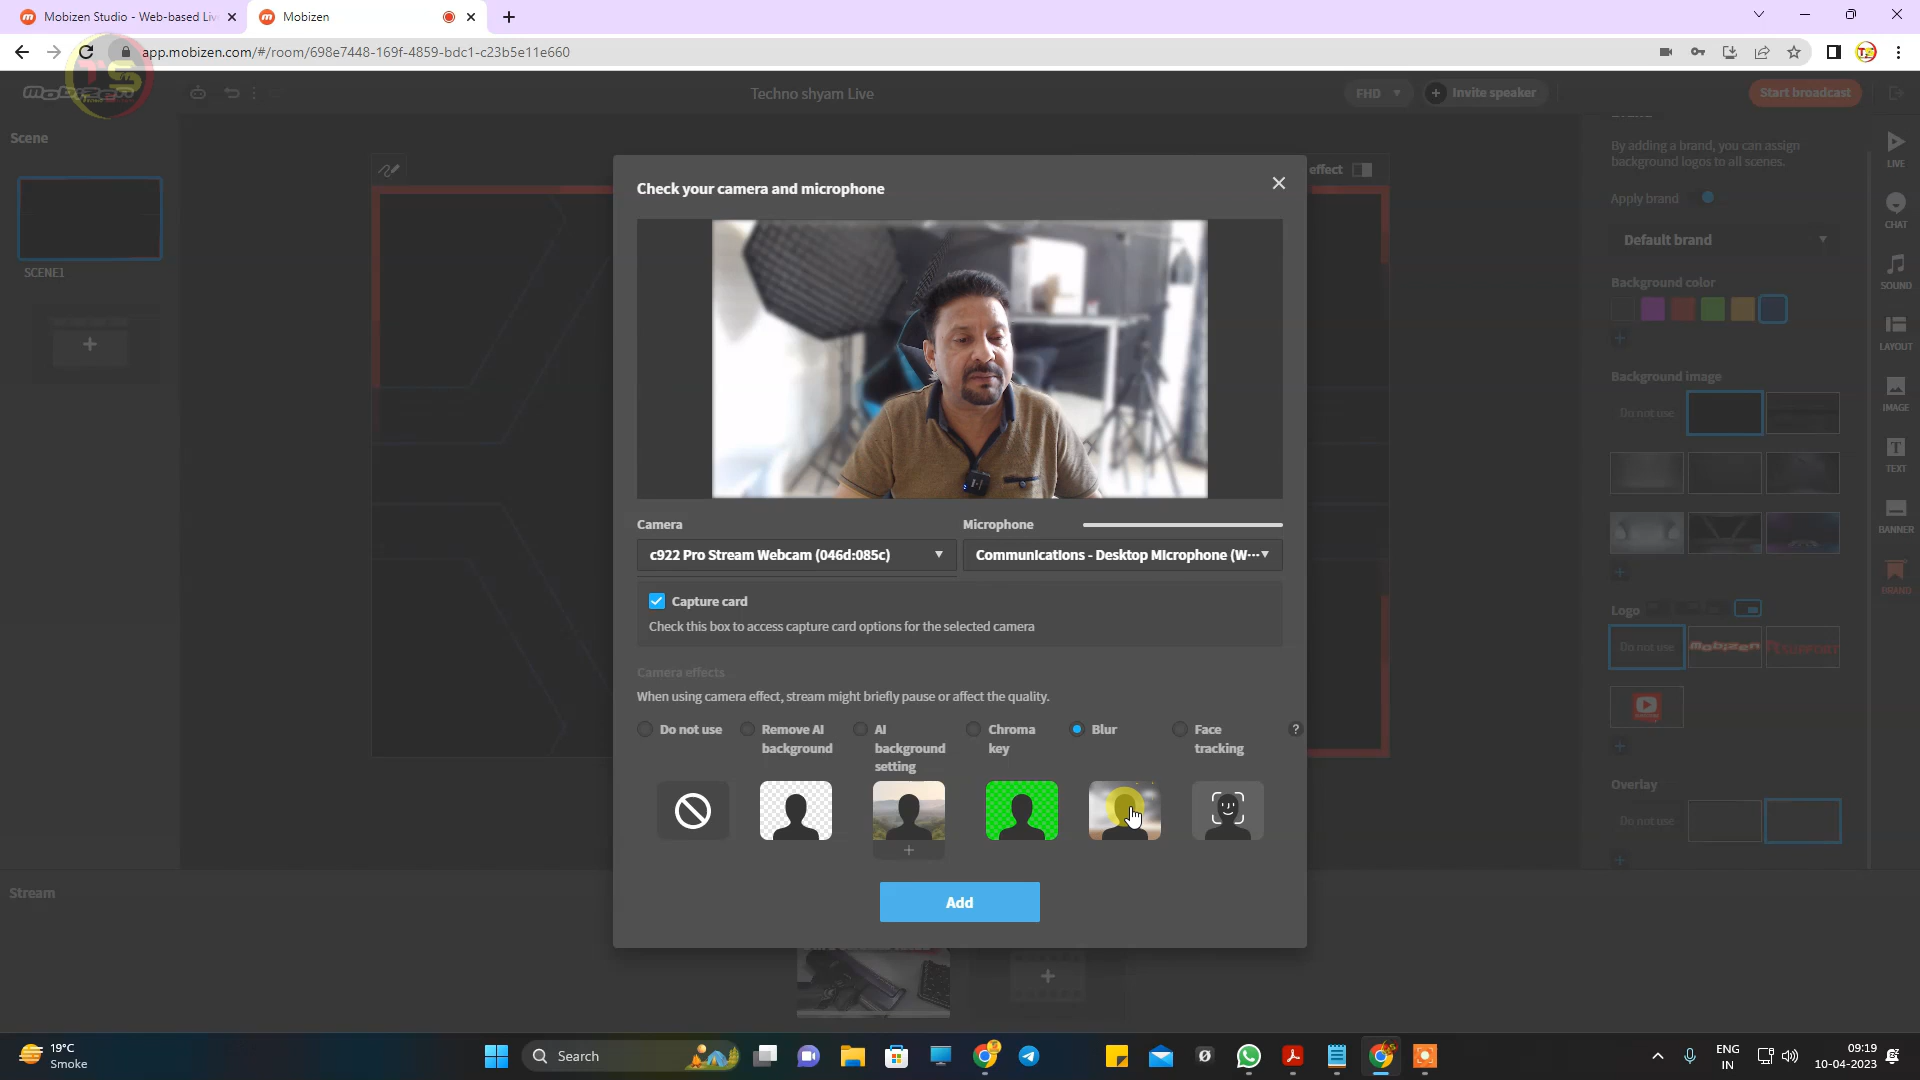 Mobizen Studio - Web-based Liv
Mobizen
app.mobizen.com/#/room/698e7448-169f-4859-bdc1-c23b5e11e660
mobizen
TS
Techno shyam Live
FHD
Invite speaker
Start broadcast
Scene
SCENE1
effect
By adding a brand, you can assign
background logos to all scenes.
Apply brand
Default brand
Background color
Background image
Do not use
Logo
Do not use
mobizen
RSUPPORT
Overlay
Do not use
LIVE
CHAT
SOUND
LAYOUT
IMAGE
TEXT
BANNER
BRAND
Check your camera and microphone
Camera
Microphone
c922 Pro Stream Webcam (046d:085c)
Communications - Desktop Microphone (W...
Capture card
Check this box to access capture card options for the selected camera
Camera effects
When using camera effect, stream might briefly pause or affect the quality.
Do not use
Remove AI
background
AI
background
setting
Chroma
key
Blur
Face
tracking
?
Add
Stream
19°C
Smoke
Search
ENG
IN
09:19
10-04-2023